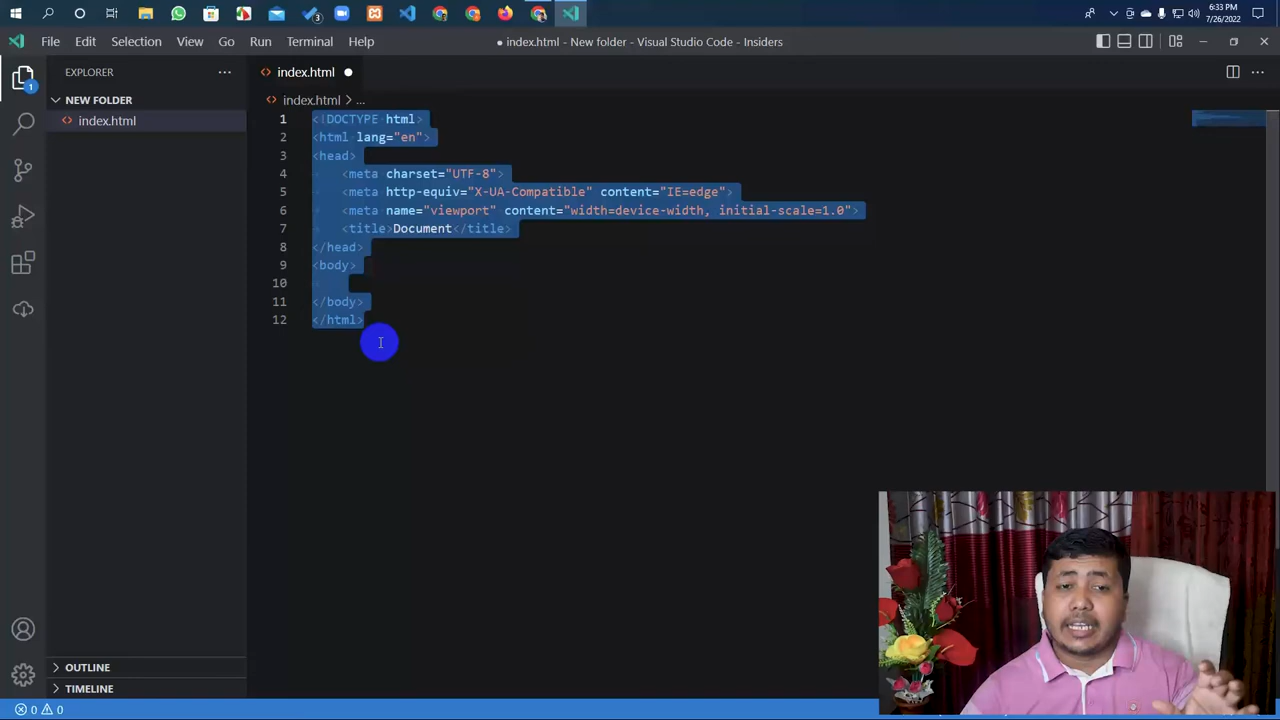 3
6:33 PM
7/26/2022
File Edit Selection View Go Run Terminal Help
● index.html - New folder - Visual Studio Code - Insiders
1
EXPLORER ···
index.html ●
NEW FOLDER
index.html
index.html > ...
1 <!DOCTYPE html>
2 <html lang="en">
3 <head>
4 <meta charset="UTF-8">
5 <meta http-equiv="X-UA-Compatible" content="IE=edge">
6 <meta name="viewport" content="width=device-width, initial-scale=1.0">
7 <title>Document</title>
8 </head>
9 <body>
10
11 </body>
12 </html>
OUTLINE
TIMELINE
0 0